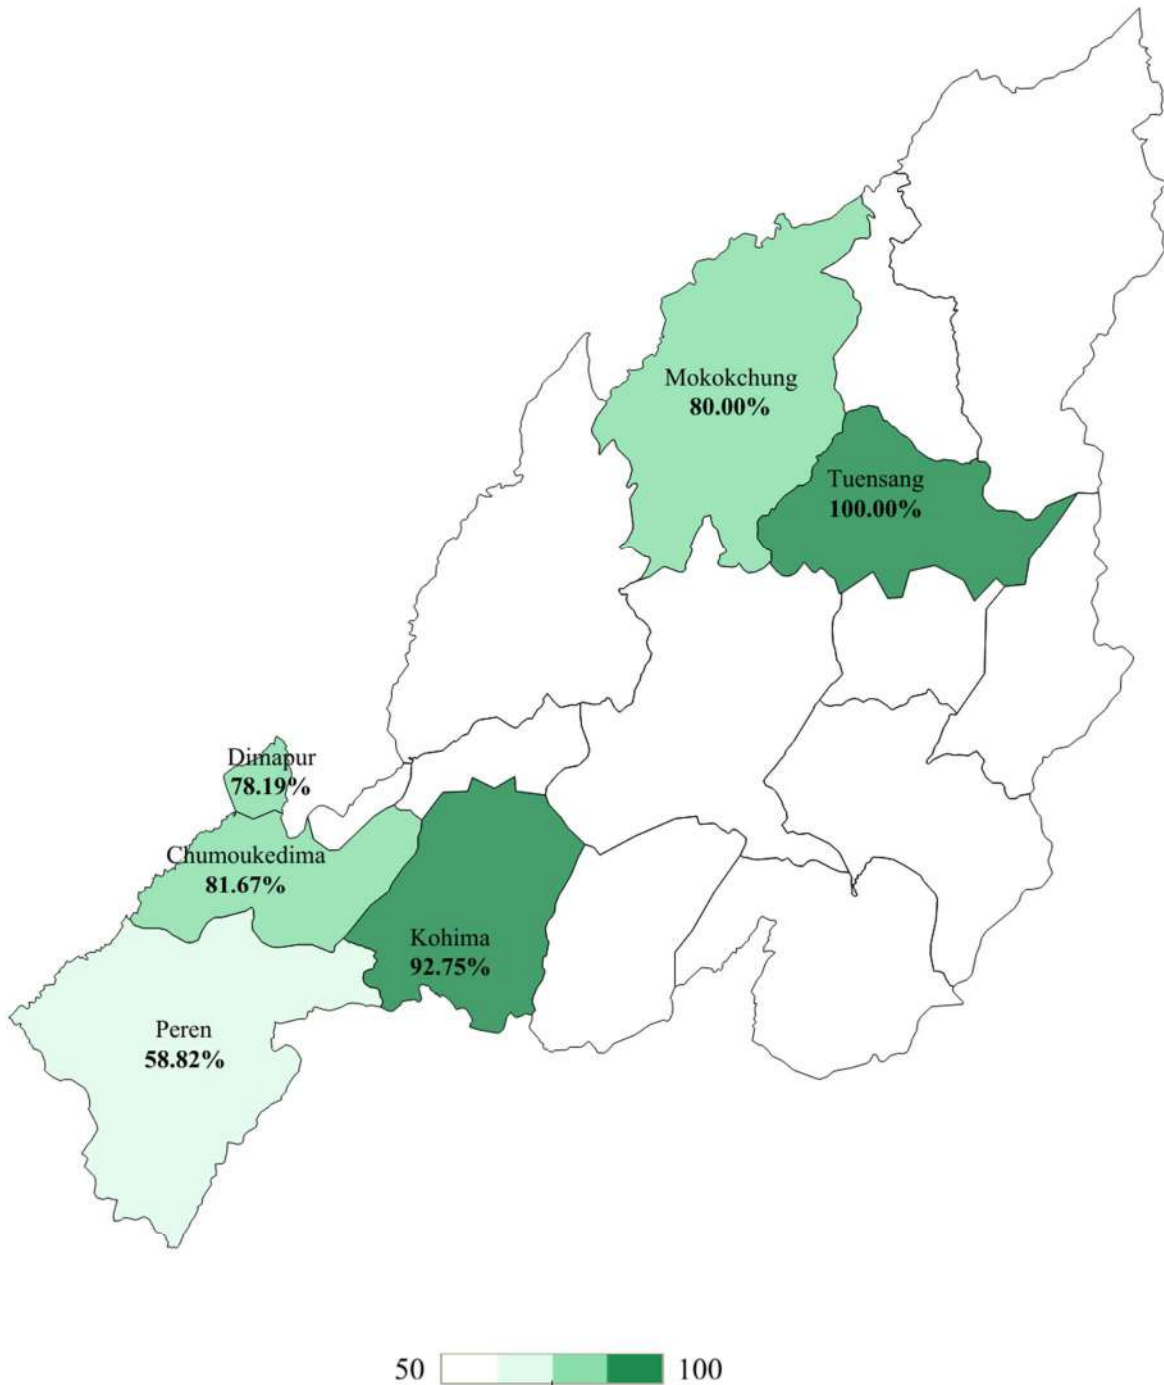 Mokokchung
80.00%
Tuensang
100.00%
Dimapur
78.19%
Chumoukedima
81.67%
Kohima
92.75%
Peren
58.82%
50 100